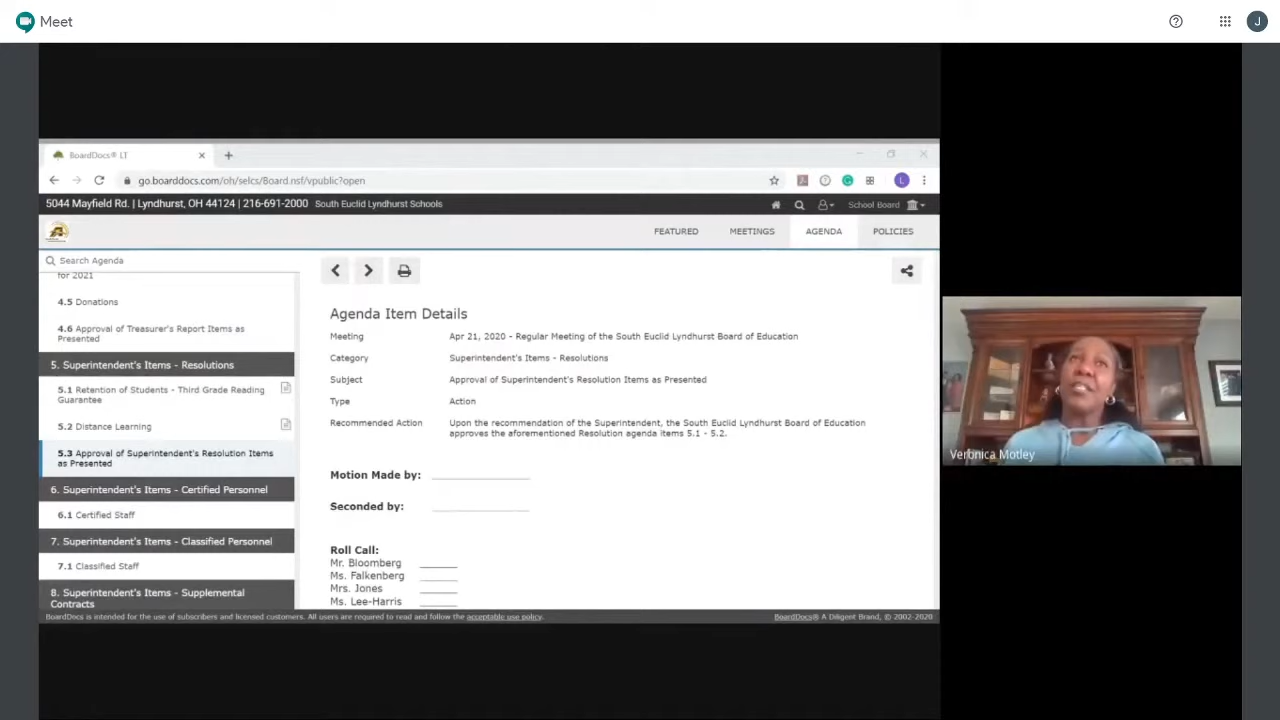 Meet
J
BoardDocs® LT
go.boarddocs.com/oh/selcs/Board.nsf/vpublic?open
L
5044 Mayfield Rd. | Lyndhurst, OH 44124 | 216-691-2000 South Euclid Lyndhurst Schools
School Board
FEATURED MEETINGS AGENDA POLICIES
Search Agenda
for 2021
4.5 Donations
4.6 Approval of Treasurer's Report Items as
Presented
5. Superintendent's Items - Resolutions
5.1 Retention of Students - Third Grade Reading
Guarantee
5.2 Distance Learning
5.3 Approval of Superintendent's Resolution Items
as Presented
6. Superintendent's Items - Certified Personnel
6.1 Certified Staff
7. Superintendent's Items - Classified Personnel
7.1 Classified Staff
8. Superintendent's Items - Supplemental
Contracts
Agenda Item Details
Meeting Apr 21, 2020 - Regular Meeting of the South Euclid Lyndhurst Board of Education
Category Superintendent's Items - Resolutions
Subject Approval of Superintendent's Resolution Items as Presented
Type Action
Recommended Action Upon the recommendation of the Superintendent, the South Euclid Lyndhurst Board of Education
approves the aforementioned Resolution agenda items 5.1 - 5.2.
Motion Made by:
Seconded by:
Roll Call:
Mr. Bloomberg
Ms. Falkenberg
Mrs. Jones
Ms. Lee-Harris
BoardDocs is intended for the use of subscribers and licensed customers. All users are required to read and follow the acceptable use policy.
BoardDocs® A Diligent Brand, © 2002-2020
Veronica Motley